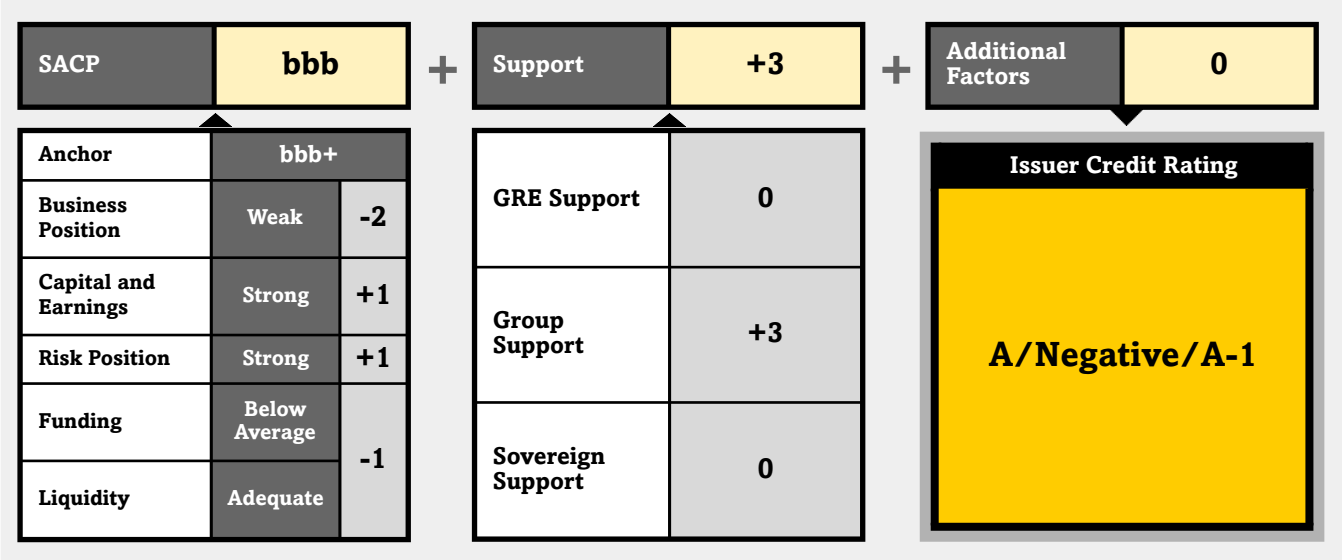 SACP
bbb
+
Support
+3
+
Additional
Factors
0
Anchor
bbb+
Business
Position
Weak
-2
Capital and
Earnings
Strong
+1
Risk Position
Strong
+1
Funding
Below
Average
-1
Liquidity
Adequate
GRE Support
0
Group
Support
+3
Sovereign
Support
0
Issuer Credit Rating
A/Negative/A-1